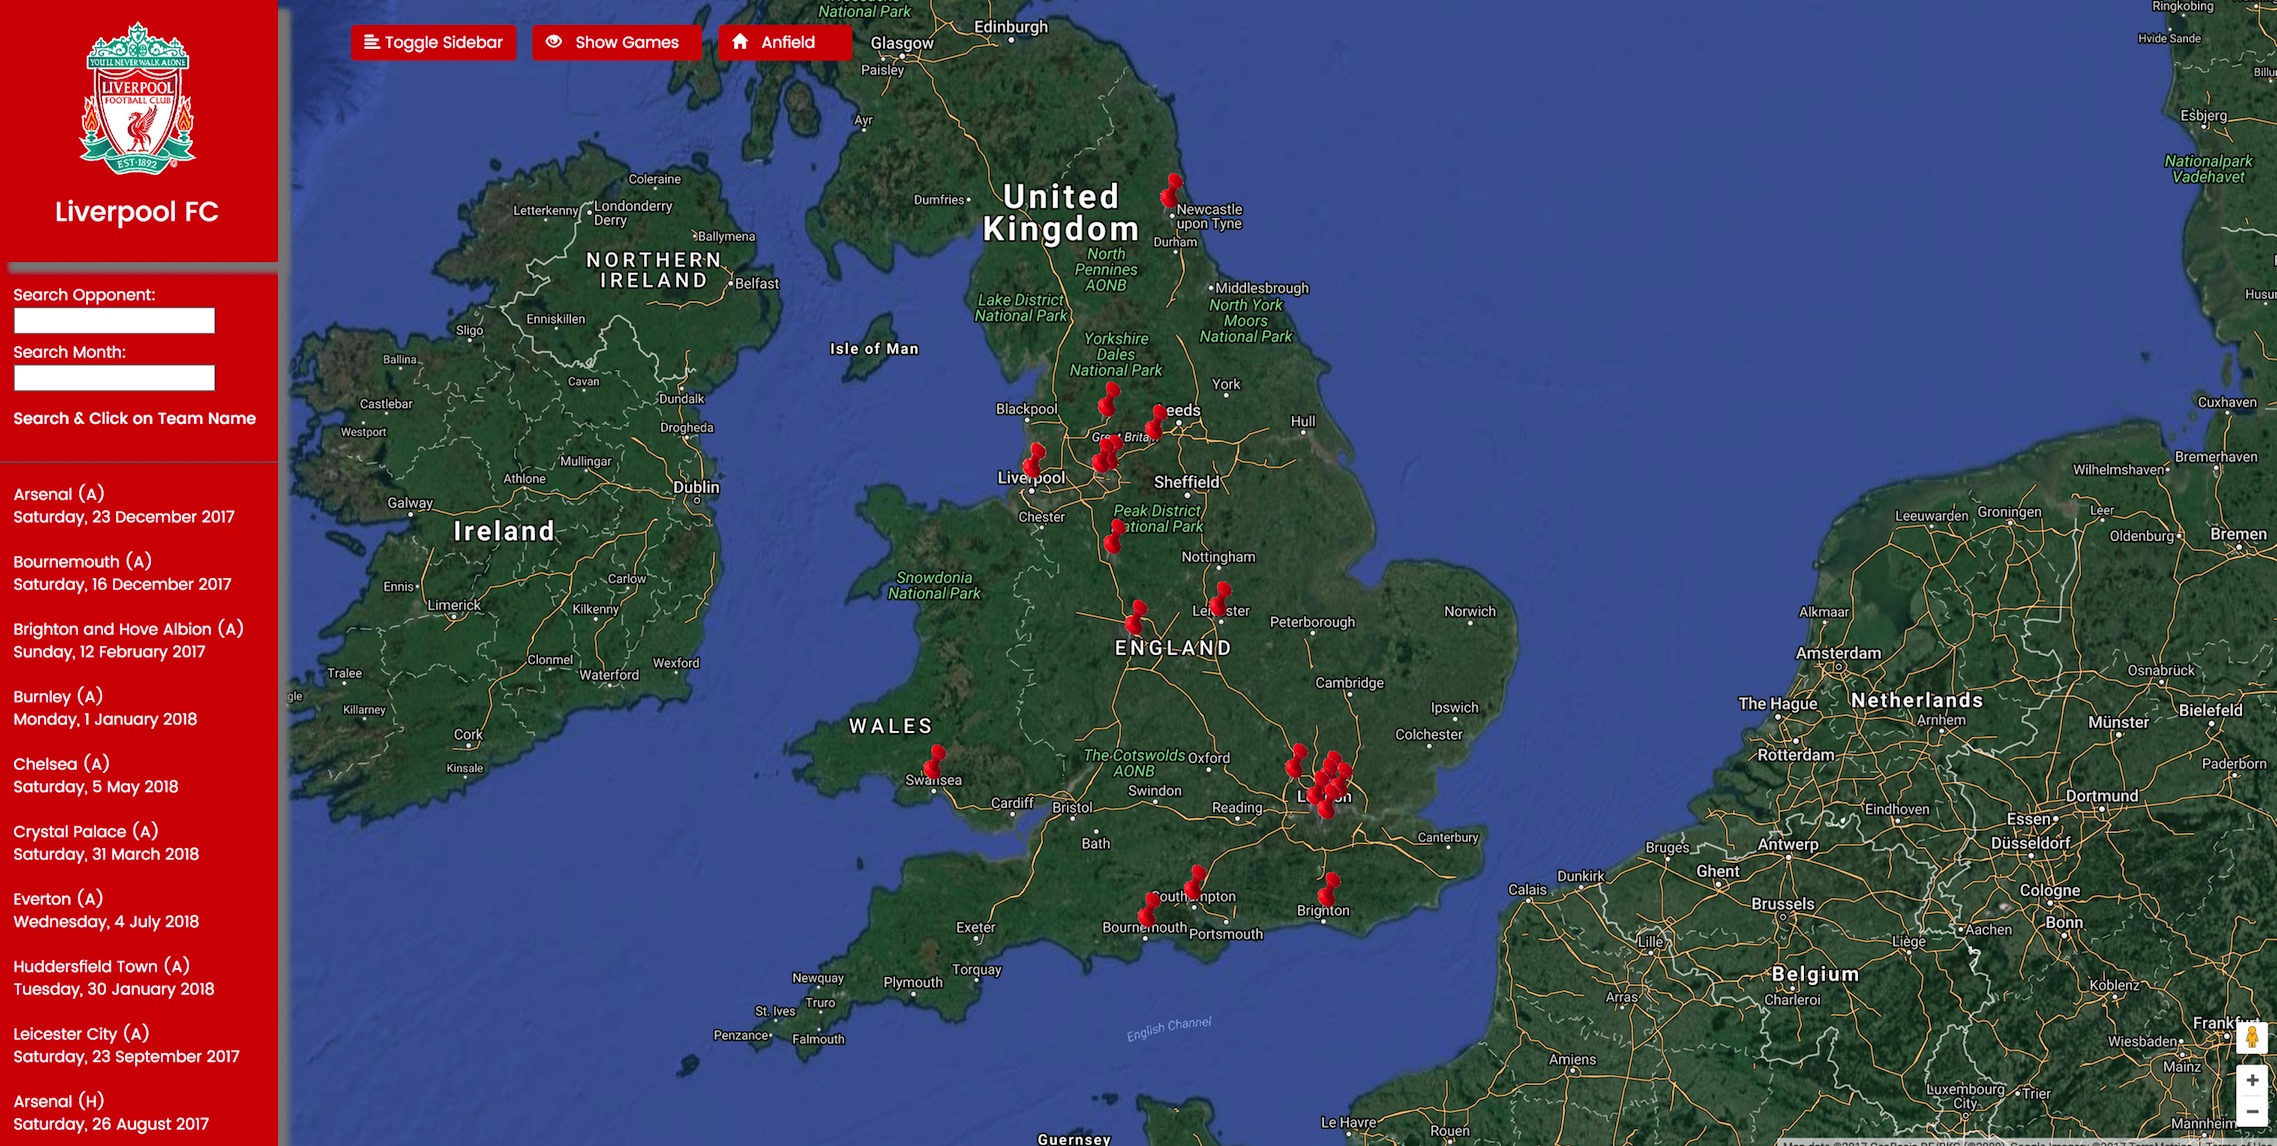 YOU'LL NEVER WALK ALONE
LIVERPOOL
FOOTBALL CLUB
EST·1892
Liverpool FC
Search Opponent:
Search Month:
Search & Click on Team Name
Arsenal (A)
Saturday, 23 December 2017
Bournemouth (A)
Saturday, 16 December 2017
Brighton and Hove Albion (A)
Sunday, 12 February 2017
Burnley (A)
Monday, 1 January 2018
Chelsea (A)
Saturday, 5 May 2018
Crystal Palace (A)
Saturday, 31 March 2018
Everton (A)
Wednesday, 4 July 2018
Huddersfield Town (A)
Tuesday, 30 January 2018
Leicester City (A)
Saturday, 23 September 2017
Arsenal (H)
Saturday, 26 August 2017
Toggle Sidebar
Show Games
Anfield
National Park
Edinburgh
Glasgow
Paisley
Ayr
Dumfries
United
Kingdom
Newcastle
upon Tyne
Durham
North
Pennines
AONB
Middlesbrough
North York
Moors
National Park
Lake District
National Park
Yorkshire
Dales
National Park
Isle of Man
York
Blackpool
eeds
Hull
Liverpool
Sheffield
Chester
Peak District
National Park
Nottingham
Snowdonia
National Park
Peterborough
Norwich
ENGLAND
Cambridge
Ipswich
Colchester
WALES
The Cotswolds
AONB
Oxford
Swansea
Cardiff
Bristol
Swindon
Reading
Bath
Canterbury
Brighton
Bournemouth
Portsmouth
Exeter
Torquay
Plymouth
Newquay
Truro
St. Ives
Penzance
Falmouth
English Channel
Guernsey
Coleraine
Letterkenny
Londonderry
Derry
Ballymena
NORTHERN
IRELAND
Belfast
Enniskillen
Sligo
Ballina
Cavan
Dundalk
Castlebar
Westport
Drogheda
Mullingar
Athlone
Dublin
Galway
Ireland
Ennis
Carlow
Limerick
Kilkenny
Clonmel
Wexford
Waterford
Tralee
gle
Killarney
Cork
Kinsale
Ringkobing
Hvide Sande
Billu
Esbjerg
Nationalpark
Vadehavet
Husu
Cuxhaven
Bremerhaven
Wilhelmshaven
Leeuwarden
Groningen
Leer
Oldenburg
Bremen
Alkmaar
Amsterdam
Osnabrück
The Hague
Netherlands
Arnhem
Münster
Bielefeld
Rotterdam
Paderborn
Eindhoven
Dortmund
Essen
Düsseldorf
Bruges
Antwerp
Ghent
Dunkirk
Calais
Cologne
Brussels
Bonn
Aachen
Lille
Liège
Belgium
Charleroi
Koblenz
Arras
Frankfurt
Wiesbaden
Mainz
Amiens
Luxembourg
City
Trier
Le Havre
Rouen
Mannheim